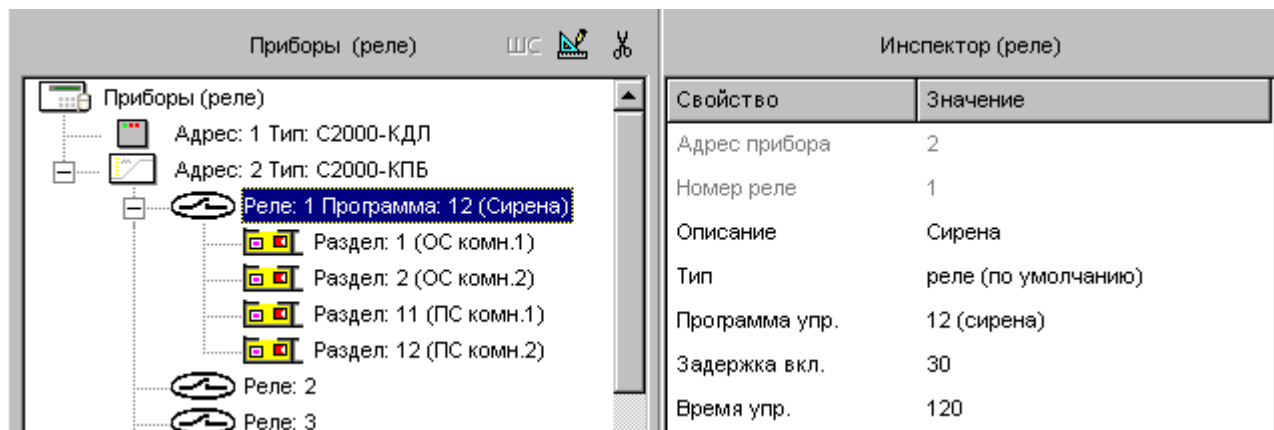 Приборы (реле) ШС
Приборы (реле)
Адрес: 1 Тип: С2000-КДЛ
Адрес: 2 Тип: С2000-КПБ
Реле: 1 Программа: 12 (Сирена)
Раздел: 1 (ОС комн.1)
Раздел: 2 (ОС комн.2)
Раздел: 11 (ПС комн.1)
Раздел: 12 (ПС комн.2)
Реле: 2
Реле: 3
Инспектор (реле)
Свойство Значение
Адрес прибора 2
Номер реле 1
Описание Сирена
Тип реле (по умолчанию)
Программа упр. 12 (сирена)
Задержка вкл. 30
Время упр. 120